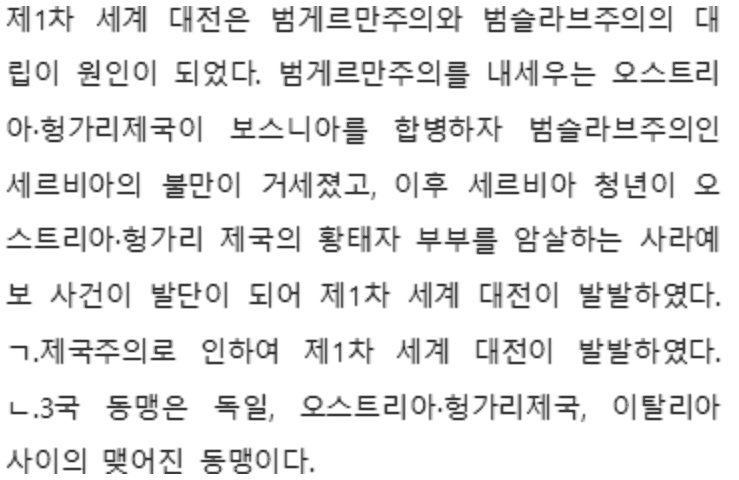 제1차 세계 대전은 범게르만주의와 범슬라브주의의 대
립이 원인이 되었다. 범게르만주의를 내세우는 오스트리
아·헝가리제국이 보스니아를 합병하자 범슬라브주의인
세르비아의 불만이 거세졌고, 이후 세르비아 청년이 오
스트리아·헝가리 제국의 황태자 부부를 암살하는 사라예
보 사건이 발단이 되어 제1차 세계 대전이 발발하였다.
ㄱ.제국주의로 인하여 제1차 세계 대전이 발발하였다.
ㄴ.3국 동맹은 독일, 오스트리아·헝가리제국, 이탈리아
사이의 맺어진 동맹이다.